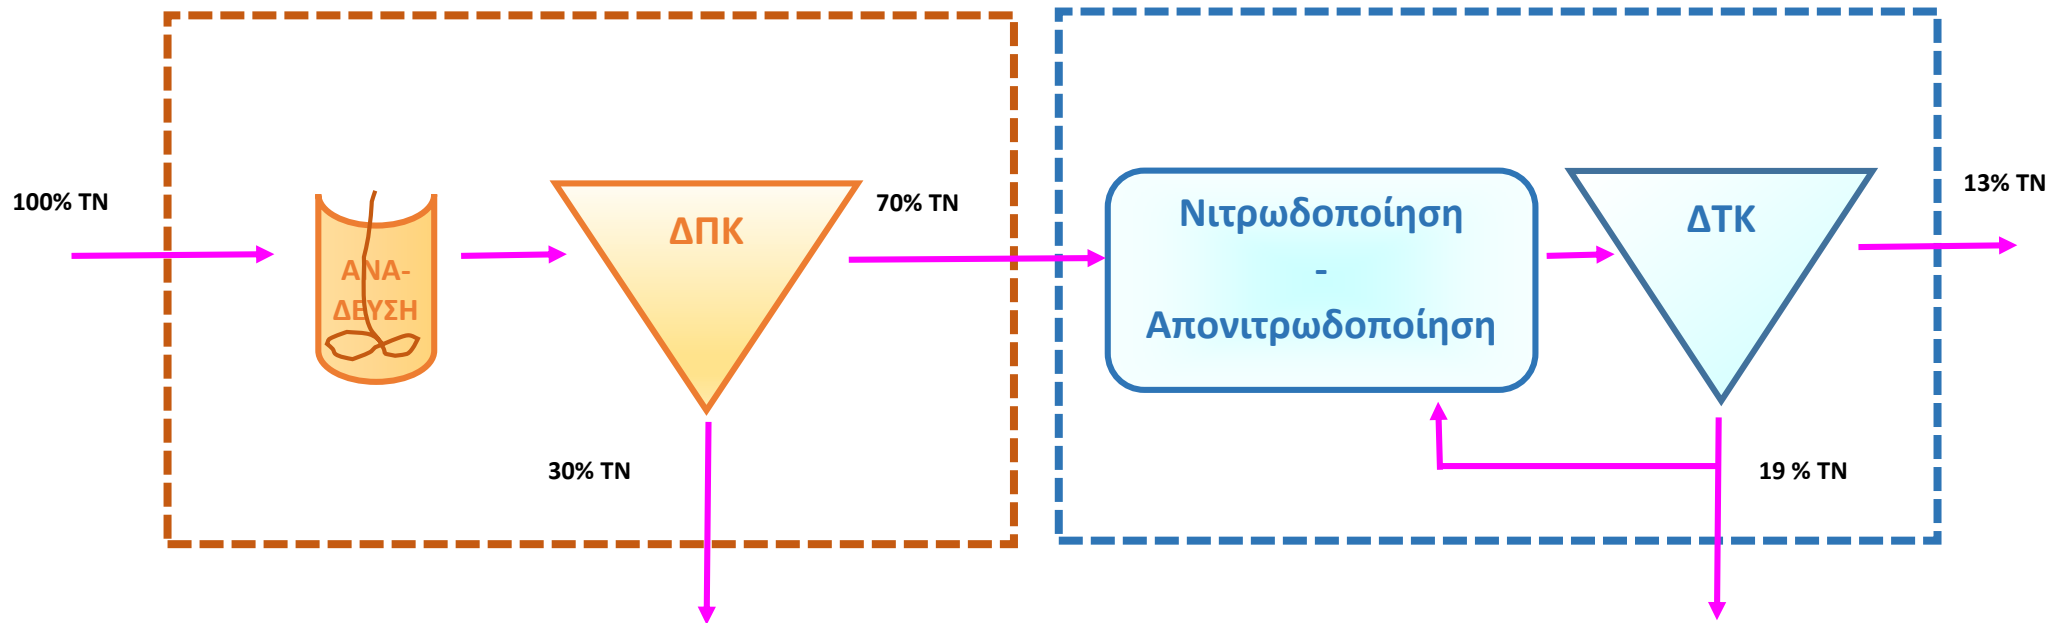 100% TN
ΑΝΑ-
ΔΕΥΣΗ
ΔΠΚ
70% TN
30% TN
Νιτρωδοποίηση
-
Απονιτρωδοποίηση
ΔΤΚ
13% TN
19 % TN